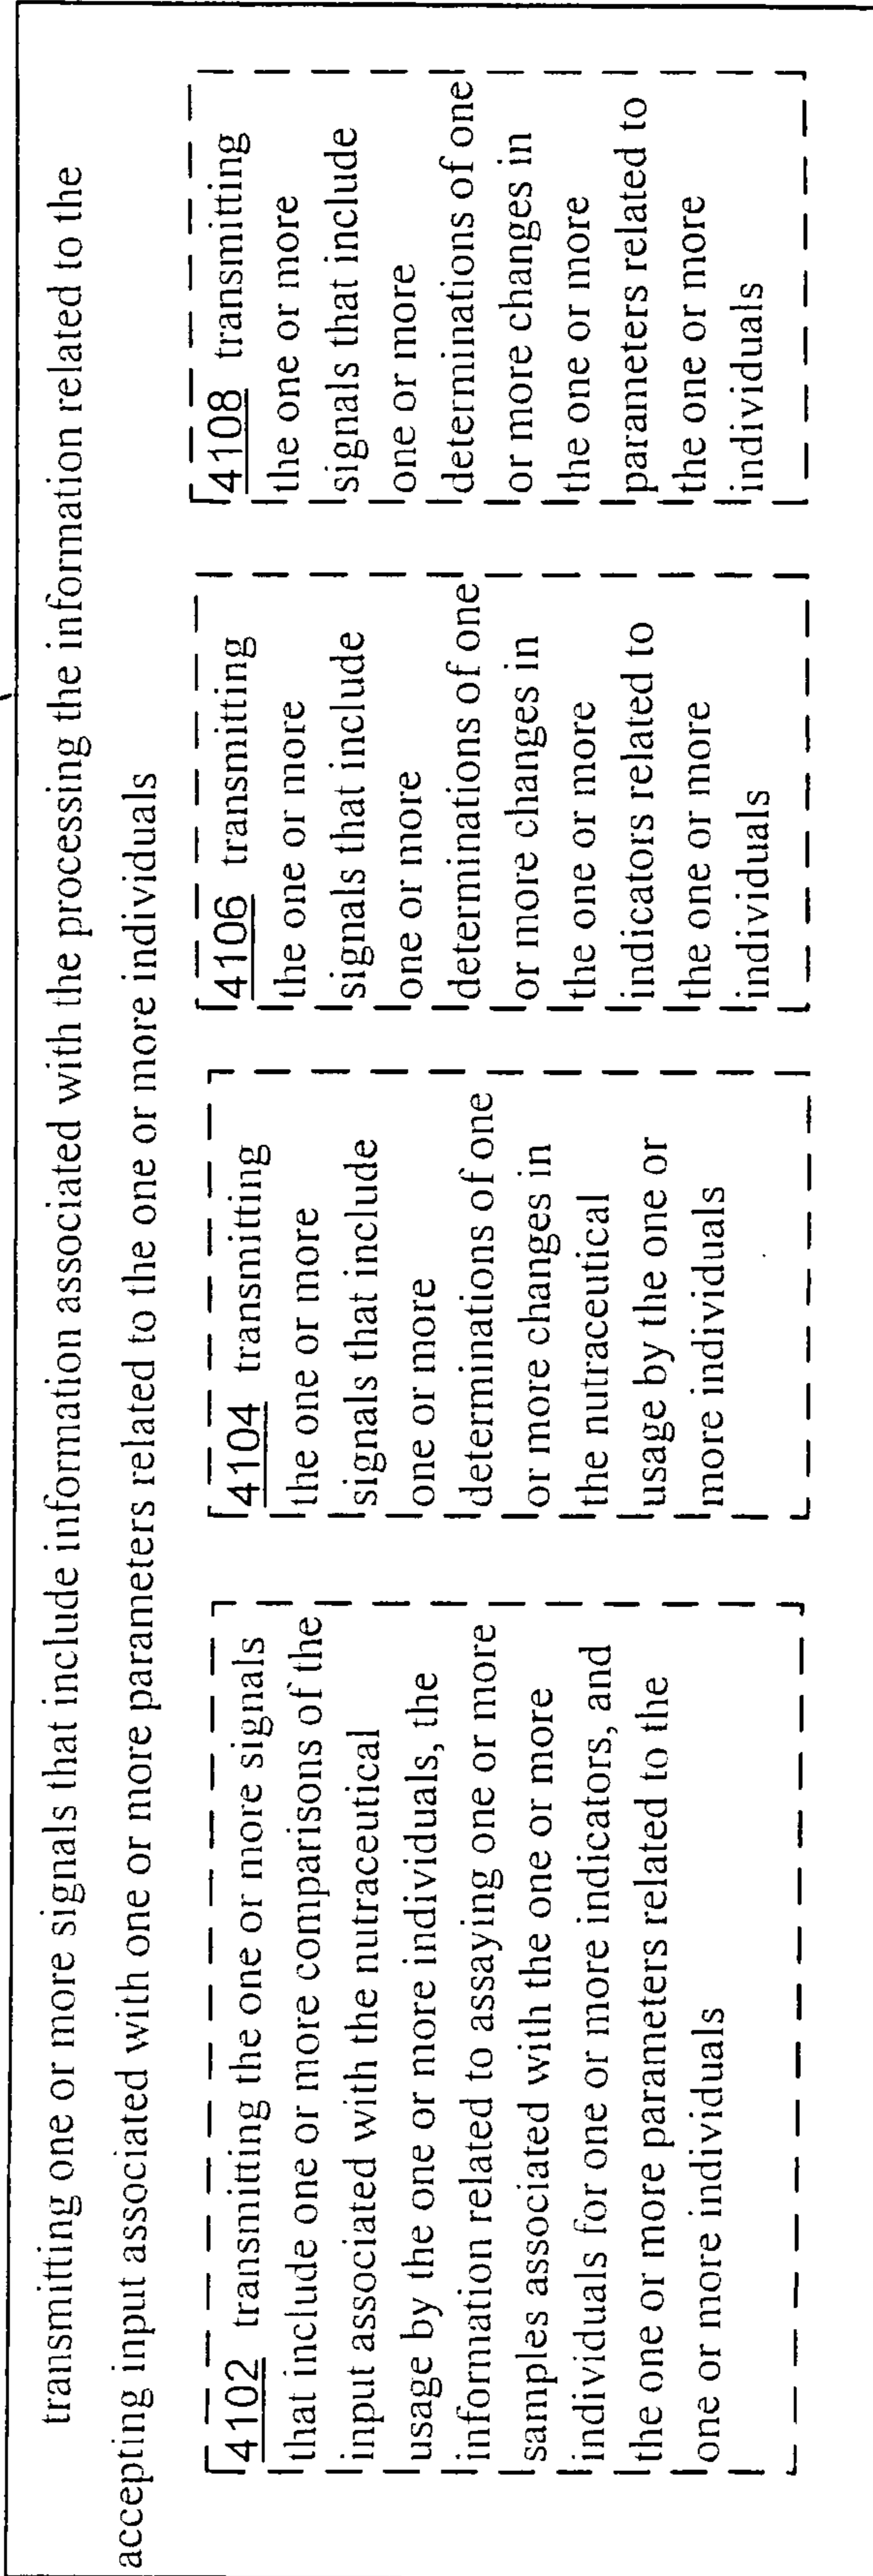 transmitting one or more signals that include information associated with the processing the information related to the
accepting input associated with one or more parameters related to the one or more individuals
4102 transmitting the one or more signals
that include one or more comparisons of the
input associated with the nutraceutical
usage by the one or more individuals, the
information related to assaying one or more
samples associated with the one or more
individuals for one or more indicators, and
the one or more parameters related to the
one or more individuals
4104 transmitting
the one or more
signals that include
one or more
determinations of one
or more changes in
the nutraceutical
usage by the one or
more individuals
4106 transmitting
the one or more
signals that include
one or more
determinations of one
or more changes in
the one or more
indicators related to
the one or more
individuals
4108 transmitting
the one or more
signals that include
one or more
determinations of one
or more changes in
the one or more
parameters related to
the one or more
individuals